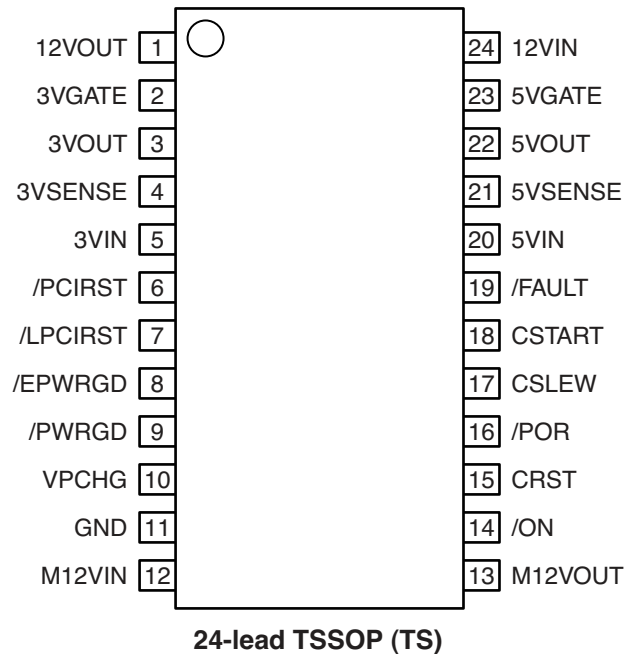 12VOUT 1 24 12VIN
3VGATE 2 23 5VGATE
3VOUT 3 22 5VOUT
3VSENSE 4 21 5VSENSE
3VIN 5 20 5VIN
/PCIRST 6 19 /FAULT
/LPCIRST 7 18 CSTART
/EPWRGD 8 17 CSLEW
/PWRGD 9 16 /POR
VPCHG 10 15 CRST
GND 11 14 /ON
M12VIN 12 13 M12VOUT
24-lead TSSOP (TS)